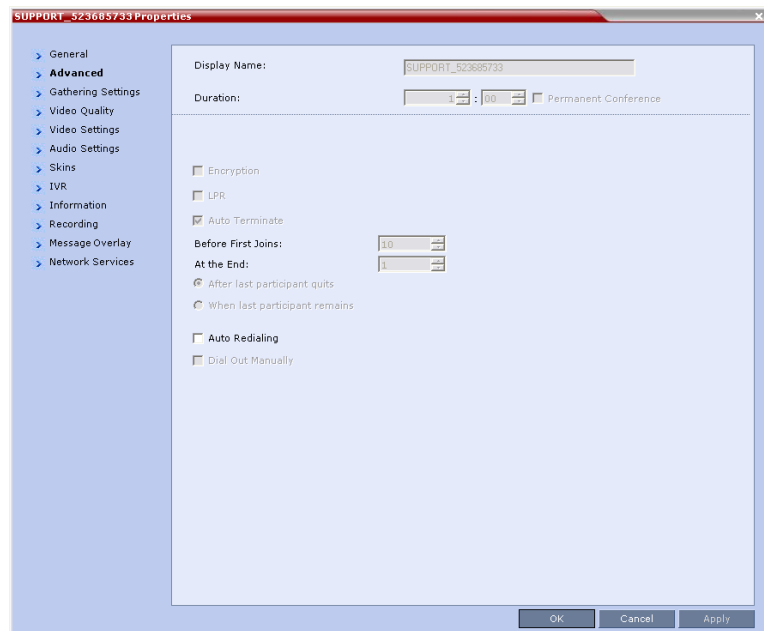 SUPPORT_523685733 Properties
General
Advanced
Gathering Settings
Video Quality
Video Settings
Audio Settings
Skins
IVR
Information
Recording
Message Overlay
Network Services
Display Name: SUPPORT_523685733
Duration: 1 : 00 Permanent Conference
Encryption
LPR
Auto Terminate
Before First Joins: 10
At the End: 1
After last participant quits
When last participant remains
Auto Redialing
Dial Out Manually
OK Cancel Apply